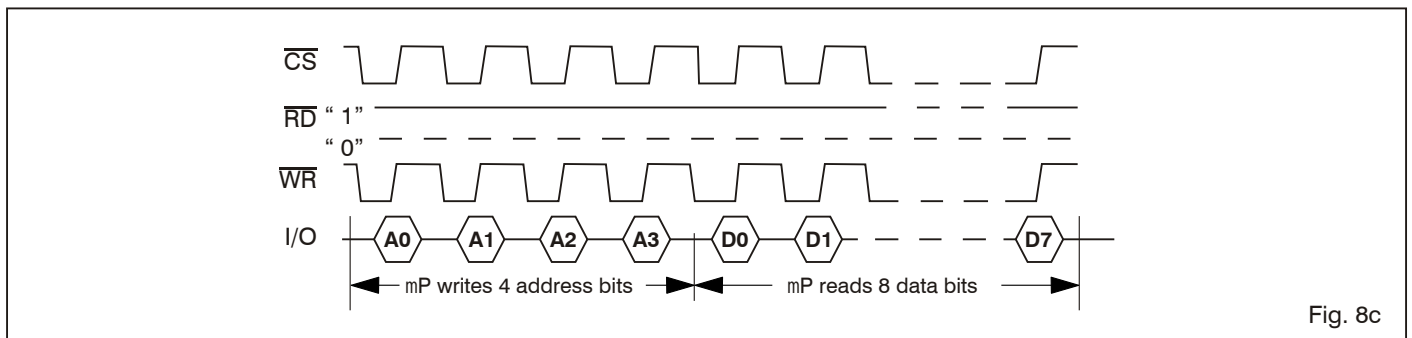 CS
RD “ 1”
“ 0”
WR
I/O A0 A1 A2 A3 D0 D1 D7
mP writes 4 address bits mP reads 8 data bits
Fig. 8c